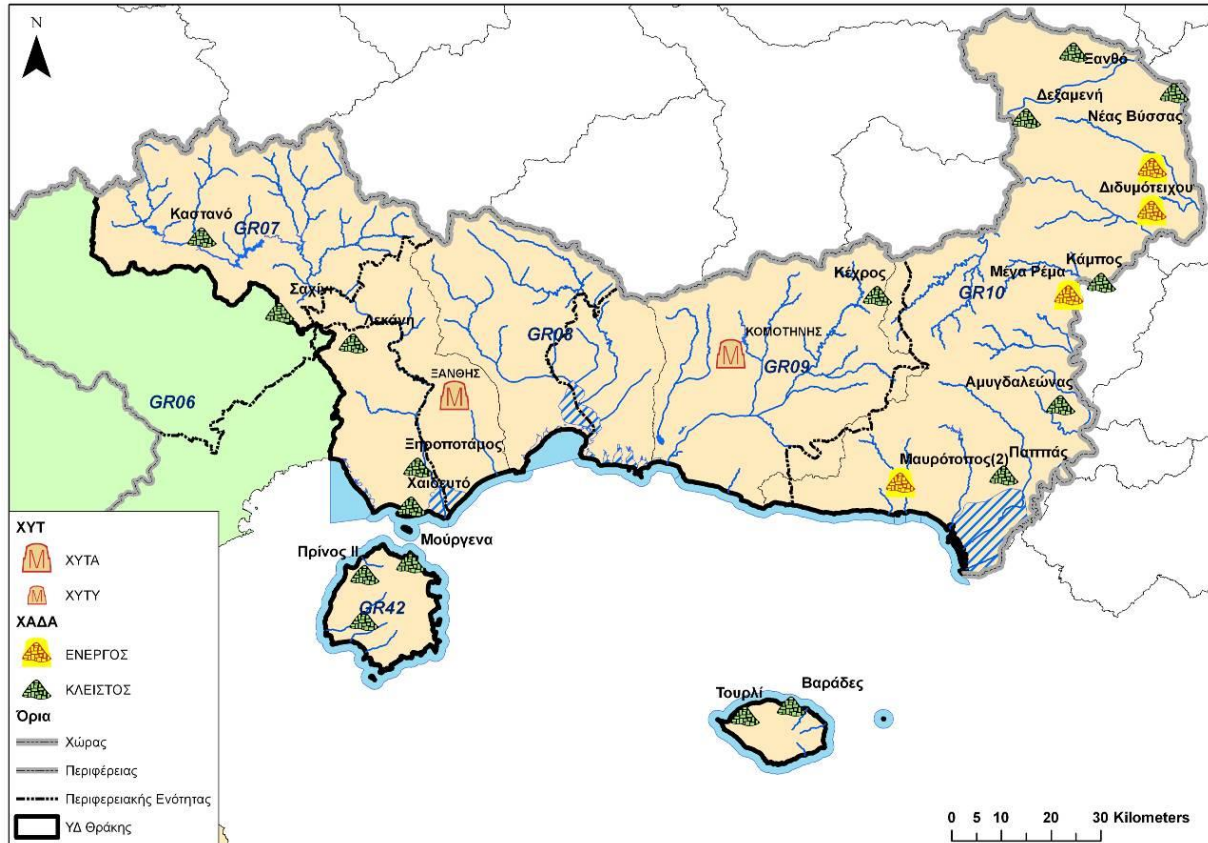 N
Ξανθό
Δεξαμενή
Νέας Βύσσας
Διδυμότειχου
Καστανό
GR07
Κάμπος
Κέχρος
Μέγα Ρέμα
GR10
Σαχίνι
Λεκάνη
GR08
ΚΟΜΟΤΗΝΗΣ
GR09
ΞΑΝΘΗΣ
Αμυγδαλεώνας
GR06
Ξηροποτάμος
Μαυρότοπος(2)
Παππάς
Χαϊδευτό
Μούργενα
Πρίνος ΙΙ
GR42
Τουρλί
Βαράδες
ΧΥΤ
ΧΥΤΑ
ΧΥΤΥ
ΧΑΔΑ
ΕΝΕΡΓΟΣ
ΚΛΕΙΣΤΟΣ
Όρια
Χώρας
Περιφέρειας
Περιφερειακής Ενότητας
ΥΔ Θράκης
0 5 10 20 30 Kilometers